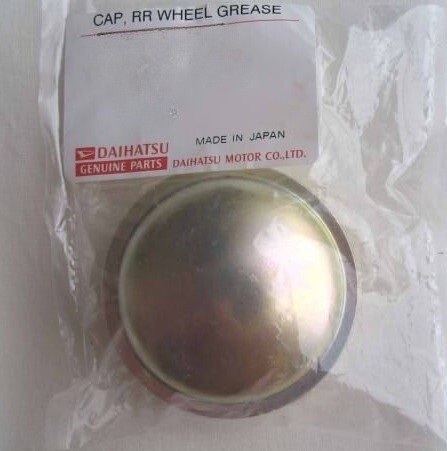 CAP, RR WHEEL GREASE
MADE IN JAPAN
DAIHATSU
GENUINE PARTS DAIHATSU MOTOR CO.,LTD.